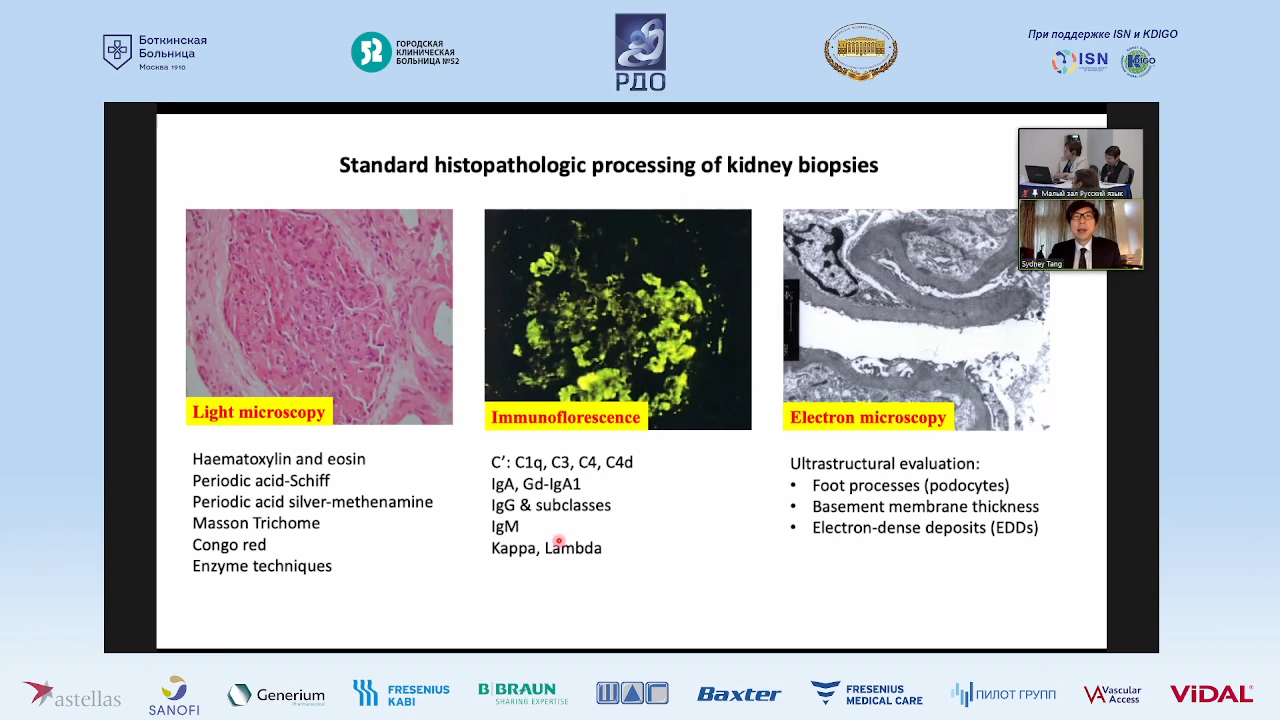 Боткинская
Больница
Москва 1910
52
ГОРОДСКАЯ
КЛИНИЧЕСКАЯ
БОЛЬНИЦА №52
РДО
При поддержке ISN и KDIGO
ISN
KDIGO
Standard histopathologic processing of kidney biopsies
Малый зал Русский язык
Sydney Tang
Light microscopy
Immunoflorescence
Electron microscopy
Haematoxylin and eosin
Periodic acid-Schiff
Periodic acid silver-methenamine
Masson Trichome
Congo red
Enzyme techniques
C’: C1q, C3, C4, C4d
IgA, Gd-IgA1
IgG & subclasses
IgM
Kappa, Lambda
Ultrastructural evaluation:
• Foot processes (podocytes)
• Basement membrane thickness
• Electron-dense deposits (EDDs)
astellas
SANOFI
Generium
Pharmaceutical
FRESENIUS
KABI
B|BRAUN
SHARING EXPERTISE
ШАГ
Baxter
FRESENIUS
MEDICAL CARE
ПИЛОТ ГРУПП
VA Vascular
Access
ViDAL